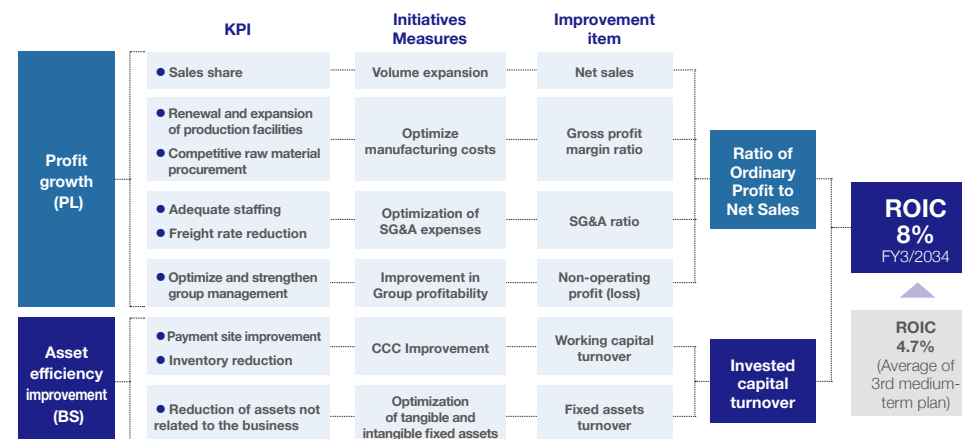 KPI
Initiatives
Measures
Improvement
item
Profit
growth
(PL)
● Sales share
Volume expansion
Net sales
● Renewal and expansion
of production facilities
● Competitive raw material
procurement
Optimize
manufacturing costs
Gross profit
margin ratio
● Adequate staffing
● Freight rate reduction
Optimization of
SG&A expenses
SG&A ratio
● Optimize and strengthen
group management
Improvement in
Group profitability
Non-operating
profit (loss)
Ratio of
Ordinary
Profit to
Net Sales
Asset
efficiency
improvement
(BS)
● Payment site improvement
● Inventory reduction
CCC Improvement
Working capital
turnover
● Reduction of assets not
related to the business
Optimization
of tangible and
intangible fixed assets
Fixed assets
turnover
Invested
capital
turnover
ROIC
8%
FY3/2034
ROIC
4.7%
(Average of
3rd medium-
term plan)